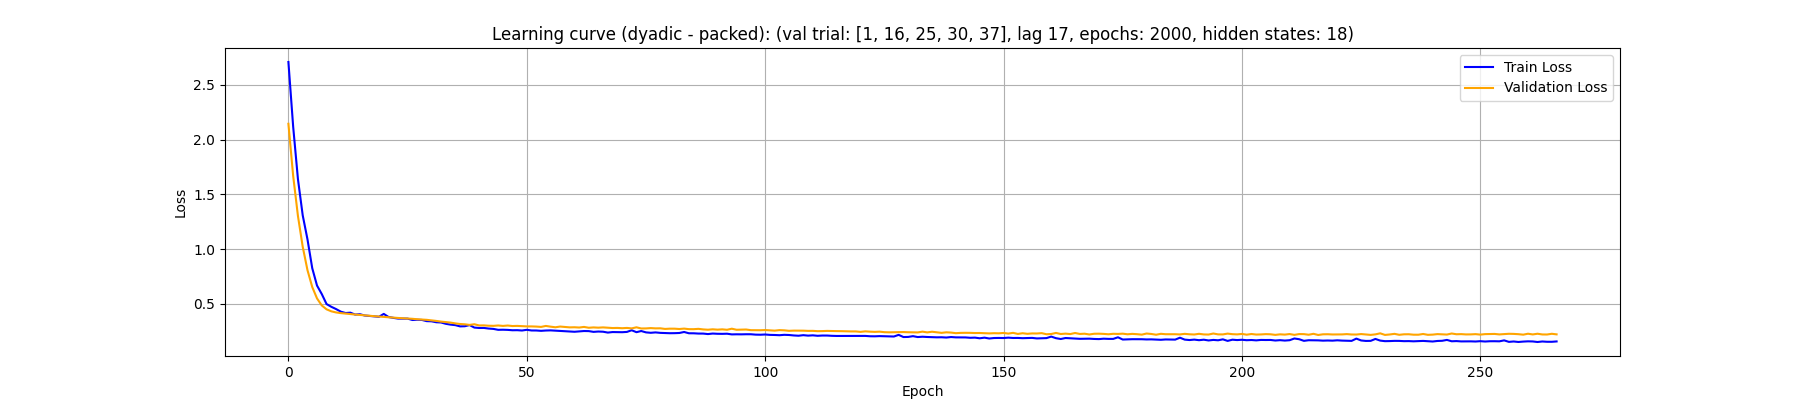 Learning curve (dyadic - packed): (val trial: [1, 16, 25, 30, 37], lag 17, epochs: 2000, hidden states: 18)
Train Loss
Validation Loss
2.5
2.0
1.5
1.0
0.5
Loss
0
50
100
150
200
250
Epoch